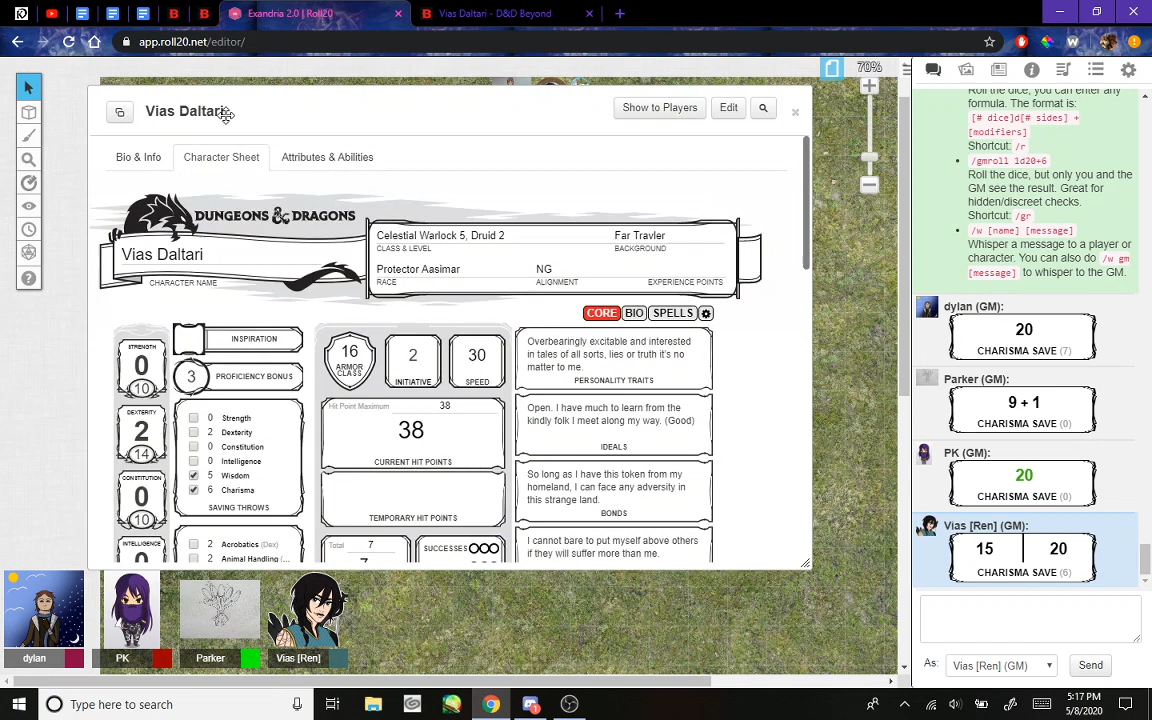 Exandria 2.0 | Roll20
Vias Daltari - D&D Beyond
app.roll20.net/editor/
70%
Vias Daltari
Show to Players
Edit
Bio & Info
Character Sheet
Attributes & Abilities
DUNGEONS & DRAGONS
Vias Daltari
CHARACTER NAME
Celestial Warlock 5, Druid 2
Far Travler
CLASS & LEVEL
BACKGROUND
Protector Aasimar
NG
RACE
ALIGNMENT
EXPERIENCE POINTS
CORE
BIO
SPELLS
STRENGTH
0
10
DEXTERITY
2
14
CONSTITUTION
0
10
INTELLIGENCE
INSPIRATION
3
PROFICIENCY BONUS
0 Strength
2 Dexterity
0 Constitution
0 Intelligence
5 Wisdom
6 Charisma
SAVING THROWS
2 Acrobatics (Dex)
2 Animal Handling (...
16
ARMOR
CLASS
2
INITIATIVE
30
SPEED
Hit Point Maximum 38
38
CURRENT HIT POINTS
TEMPORARY HIT POINTS
Total 7
SUCCESSES
Overbearingly excitable and interested
in tales of all sorts, lies or truth it's no
matter to me.
PERSONALITY TRAITS
Open. I have much to learn from the
kindly folk I meet along my way. (Good)
IDEALS
So long as I have this token from my
homeland, I can face any adversity in
this strange land.
BONDS
I cannot bare to put myself above others
if they will suffer more than me.
dylan
PK
Parker
Vias [Ren]
Roll the dice, you can enter any
formula. The format is:
[# dice]d[# sides] +
[modifiers]
Shortcut: /r
/gmroll 1d20+6
Roll the dice, but only you and the
GM see the result. Great for
hidden/discreet checks.
Shortcut: /gr
/w [name] [message]
Whisper a message to a player or
character. You can also do /w gm
[message] to whisper to the GM.
dylan (GM):
20
CHARISMA SAVE (7)
Parker (GM):
9 + 1
CHARISMA SAVE (0)
PK (GM):
20
CHARISMA SAVE (0)
Vias [Ren] (GM):
15 20
CHARISMA SAVE (6)
As:
Vias [Ren] (GM)
Send
Type here to search
5:17 PM
5/8/2020